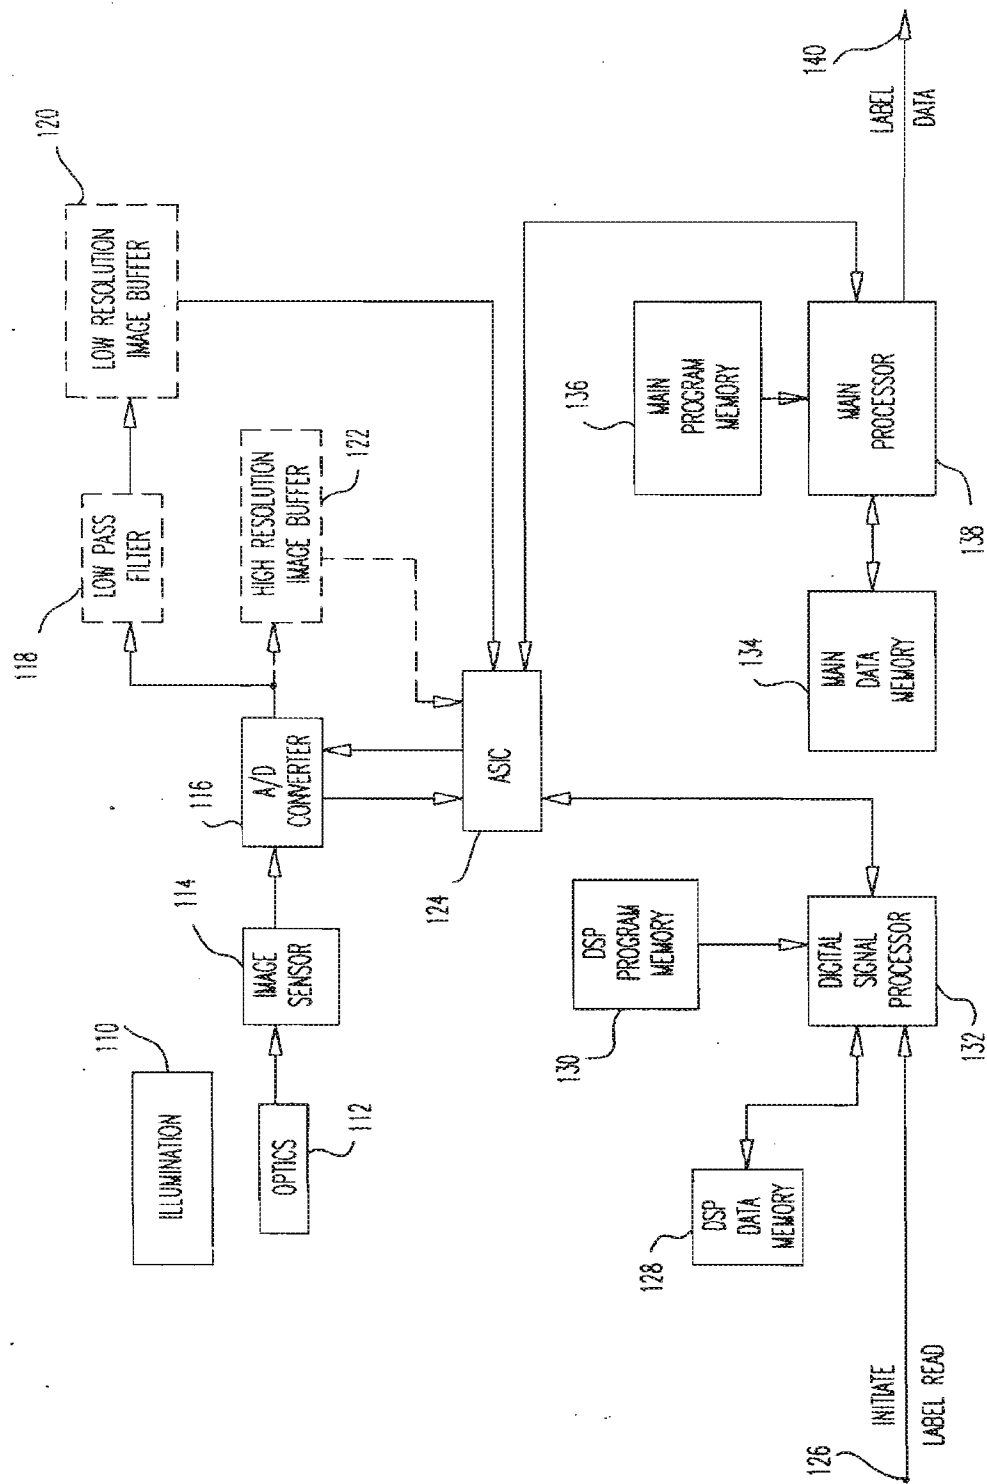 ILLUMINATION
110
OPTICS
112
IMAGE
SENSOR
114
A/D
CONVERTER
116
LOW PASS
FILTER
118
LOW RESOLUTION
IMAGE BUFFER
120
HIGH RESOLUTION
IMAGE BUFFER
122
ASIC
124
INITIATE
LABEL READ
126
DSP
DATA
MEMORY
128
DSP
PROGRAM
MEMORY
130
DIGITAL
SIGNAL
PROCESSOR
132
MAIN
DATA
MEMORY
134
MAIN
PROGRAM
MEMORY
136
MAIN
PROCESSOR
138
LABEL
DATA
140